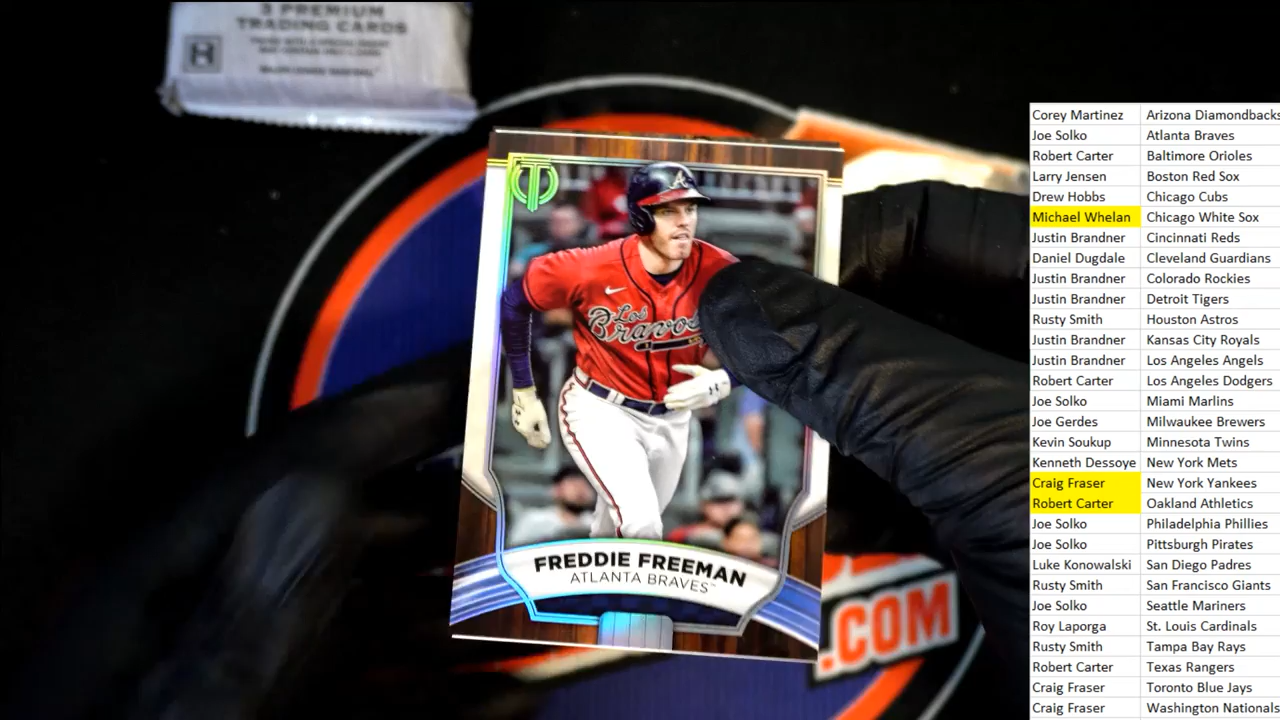 3 PREMIUM
TRADING CARDS
Los
Bravos
FREDDIE FREEMAN
ATLANTA BRAVES™
.COM
Corey Martinez Arizona Diamondbacks
Joe Solko Atlanta Braves
Robert Carter Baltimore Orioles
Larry Jensen Boston Red Sox
Drew Hobbs Chicago Cubs
Michael Whelan Chicago White Sox
Justin Brandner Cincinnati Reds
Daniel Dugdale Cleveland Guardians
Justin Brandner Colorado Rockies
Justin Brandner Detroit Tigers
Rusty Smith Houston Astros
Justin Brandner Kansas City Royals
Justin Brandner Los Angeles Angels
Robert Carter Los Angeles Dodgers
Joe Solko Miami Marlins
Joe Gerdes Milwaukee Brewers
Kevin Soukup Minnesota Twins
Kenneth Dessoye New York Mets
Craig Fraser New York Yankees
Robert Carter Oakland Athletics
Joe Solko Philadelphia Phillies
Joe Solko Pittsburgh Pirates
Luke Konowalski San Diego Padres
Rusty Smith San Francisco Giants
Joe Solko Seattle Mariners
Roy Laporga St. Louis Cardinals
Rusty Smith Tampa Bay Rays
Robert Carter Texas Rangers
Craig Fraser Toronto Blue Jays
Craig Fraser Washington Nationals